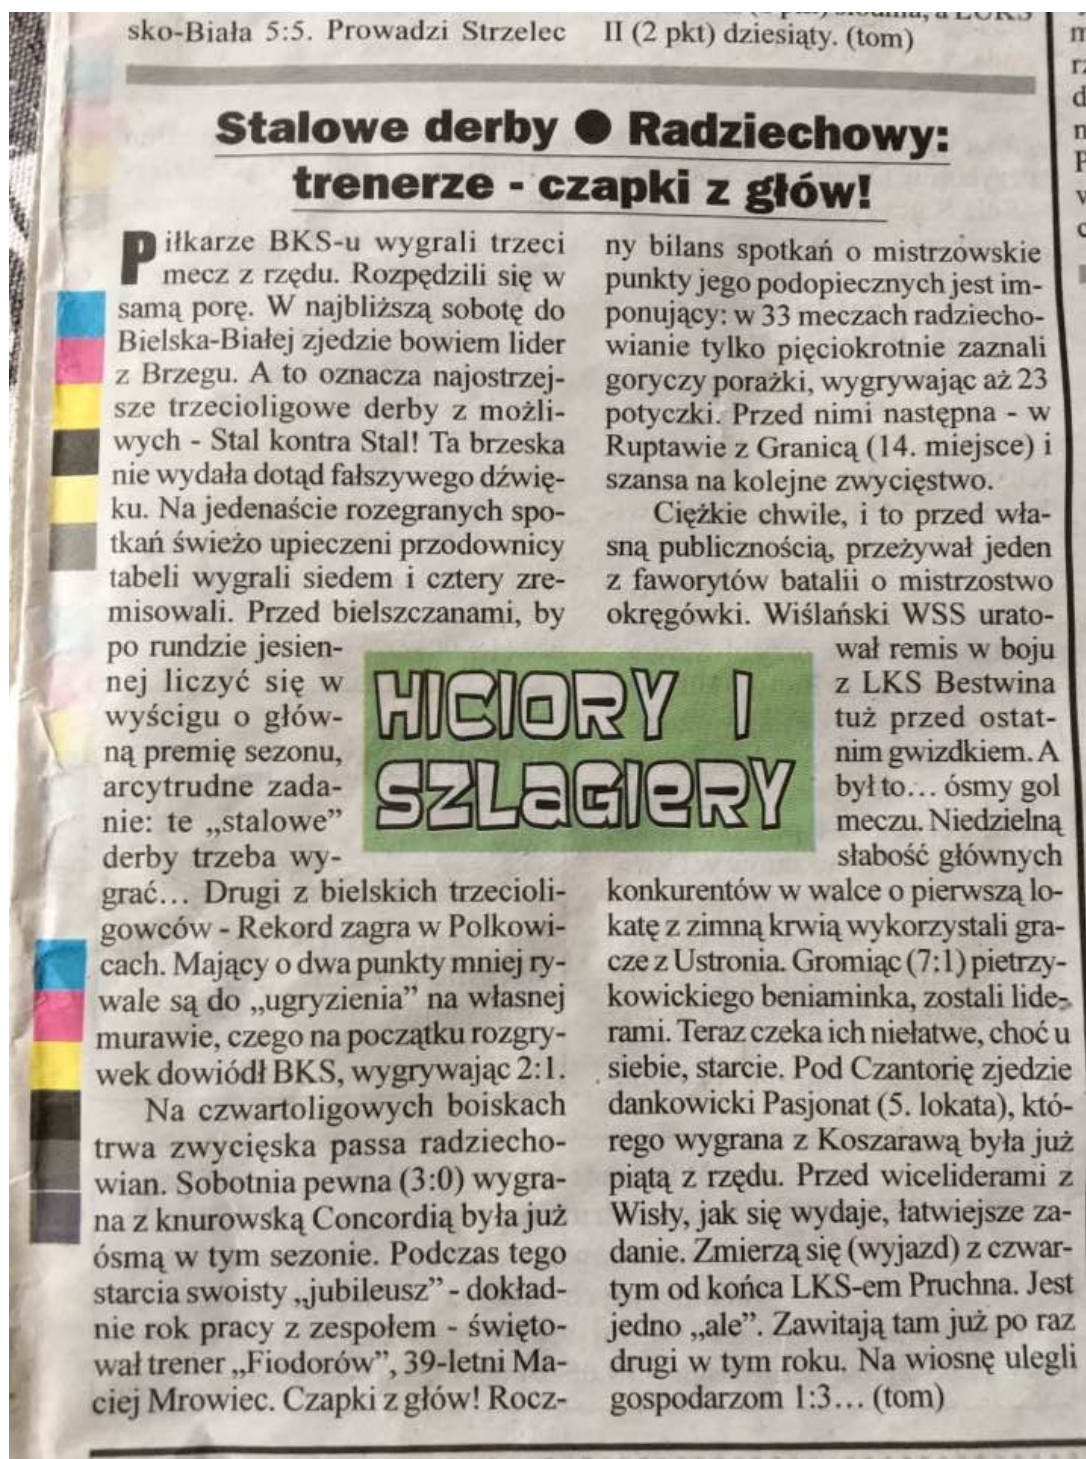 sko-Biała 5:5. Prowadzi Strzelec
II (2 pkt) dziesiąty. (tom)
Stalowe derby ● Radziechowy:
trenerze - czapki z głów!
Piłkarze BKS-u wygrali trzeci
mecz z rzędu. Rozpędzili się w
samą porę. W najbliższą sobotę do
Bielska-Białej zjedzie bowiem lider
z Brzegu. A to oznacza najostrzej-
sze trzecioligowe derby z możli-
wych - Stal kontra Stal! Ta brzeska
nie wydała dotąd fałszywego dźwię-
ku. Na jedenaście rozegranych spo-
tkań świeżo upieczeni przodownicy
tabeli wygrali siedem i cztery zre-
misowali. Przed bielszczanami, by
po rundzie jesien-
nej liczyć się w
wyścigu o głów-
ną premię sezonu,
arcytrudne zada-
nie: te „stalowe”
derby trzeba wy-
grać... Drugi z bielskich trzecioli-
gowców - Rekord zagra w Polkowi-
cach. Mający o dwa punkty mniej ry-
wale są do „ugryzienia” na własnej
murawie, czego na początku rozgry-
wek dowiódł BKS, wygrywając 2:1.
Na czwartoligowych boiskach
trwa zwycięska passa radziecho-
wian. Sobotnia pewna (3:0) wygra-
na z knurowską Concordią była już
ósmą w tym sezonie. Podczas tego
starcia swoisty „jubileusz” - dokład-
nie rok pracy z zespołem - święto-
wał trener „Fiodorów”, 39-letni Ma-
ciej Mrowiec. Czapki z głów! Rocz-
ny bilans spotkań o mistrzowskie
punkty jego podopiecznych jest im-
ponujący: w 33 meczach radziecho-
wianie tylko pięciokrotnie zaznali
goryczy porażki, wygrywając aż 23
potyczki. Przed nimi następna - w
Ruptawie z Granicą (14. miejsce) i
szansa na kolejne zwycięstwo.
Ciężkie chwile, i to przed wła-
sną publicznością, przeżywał jeden
z faworytów batalii o mistrzostwo
okręgówki. Wiślański WSS urato-
wał remis w boju
z LKS Bestwina
tuż przed ostat-
nim gwizdkiem. A
był to... ósmy gol
meczu. Niedzielną
słabość głównych
konkurentów w walce o pierwszą lo-
katę z zimną krwią wykorzystali gra-
cze z Ustronia. Gromiąc (7:1) pietrzy-
kowickiego beniaminka, zostali lide-
rami. Teraz czeka ich niełatwe, choć u
siebie, starcie. Pod Czantorię zjedzie
dankowicki Pasjonat (5. lokata), któ-
rego wygrana z Koszarawą była już
piątą z rzędu. Przed wiceliderami z
Wisły, jak się wydaje, łatwiejsze za-
danie. Zmierzą się (wyjazd) z czwar-
tym od końca LKS-em Pruchna. Jest
jedno „ale”. Zawitają tam już po raz
drugi w tym roku. Na wiosnę ulegli
gospodarzom 1:3... (tom)
HICIORY I
SZLAGIERY